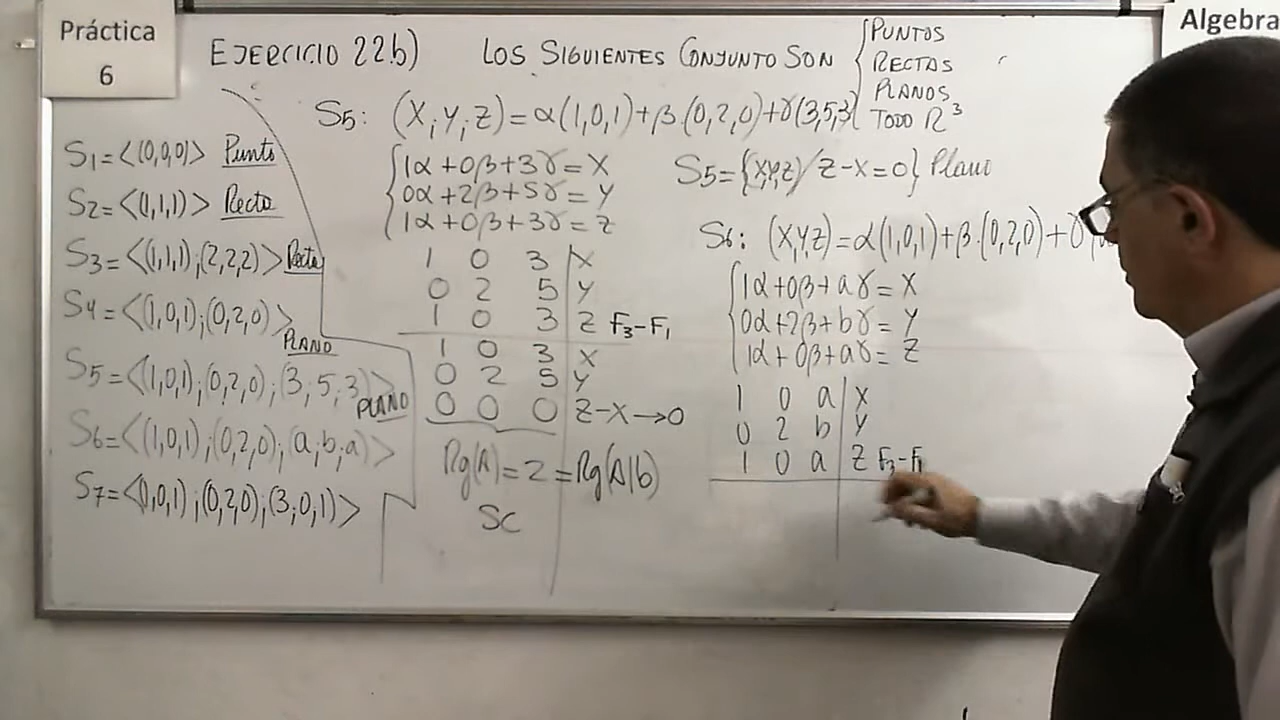 Práctica
6
Algebra
EJERCICIO 22b) LOS SIGUIENTES CONJUNTO SON
PUNTOS
RECTAS
PLANOS
TODO R³
S1=<(0,0,0)> Punto
S2=<(1,1,1)> Recta
S3=<(1,1,1);(2,2,2)> Recta
S4=<(1,0,1);(0,2,0)>
PLANO
S5=<(1,0,1);(0,2,0);(3,5,3)>
PLANO
S6=<(1,0,1);(0,2,0);(a,b,a)>
S7=<(1,0,1);(0,2,0);(3,0,1)>
S5: (X;Y;Z)=α(1,0,1)+β.(0,2,0)+γ(3,5,3)
1α+0β+3γ=X
0α+2β+5γ=Y
1α+0β+3γ=Z
1 0 3 | X
0 2 5 | Y
1 0 3 | Z F3-F1
1 0 3 | X
0 2 5 | Y
0 0 0 | Z-X→0
Rg(A)=2=Rg(A|b)
SC
S5={(X,Y,Z)/Z-X=0} Plano
S6: (X,Y,Z)=α(1,0,1)+β.(0,2,0)+γ
1α+0β+aγ=X
0α+2β+bγ=Y
1α+0β+aγ=Z
1 0 a | X
0 2 b | Y
1 0 a | Z F3-F1